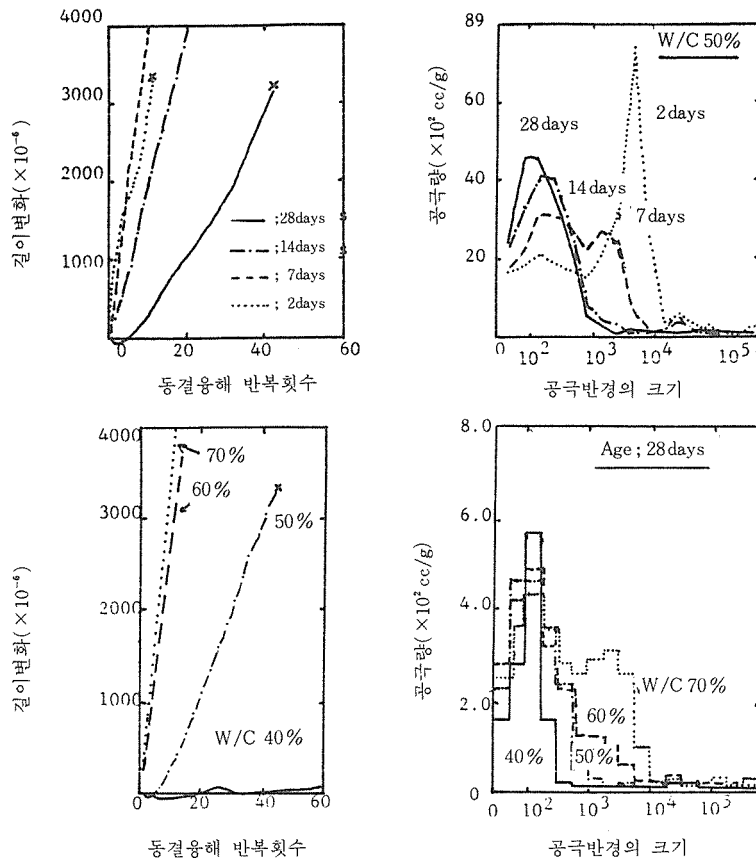 4000
3000
2000
1000
0
20
40
60
길이변화(×10⁻⁶)
;28days
;14days
; 7days
; 2days
동결융해 반복횟수
89
60
40
20
0
공극량(×10² cc/g)
W/C 50%
28days
2days
14days
7days
0
10²
10³
10⁴
10⁵
공극반경의 크기
4000
3000
2000
1000
0
길이변화(×10⁻⁶)
70%
60%
50%
W/C 40%
0
20
40
60
동결융해 반복횟수
8.0
6.0
4.0
2.0
0
공극량(×10² cc/g)
Age ; 28days
W/C 70%
60%
50%
40%
0
10²
10³
10⁴
10⁵
공극반경의 크기